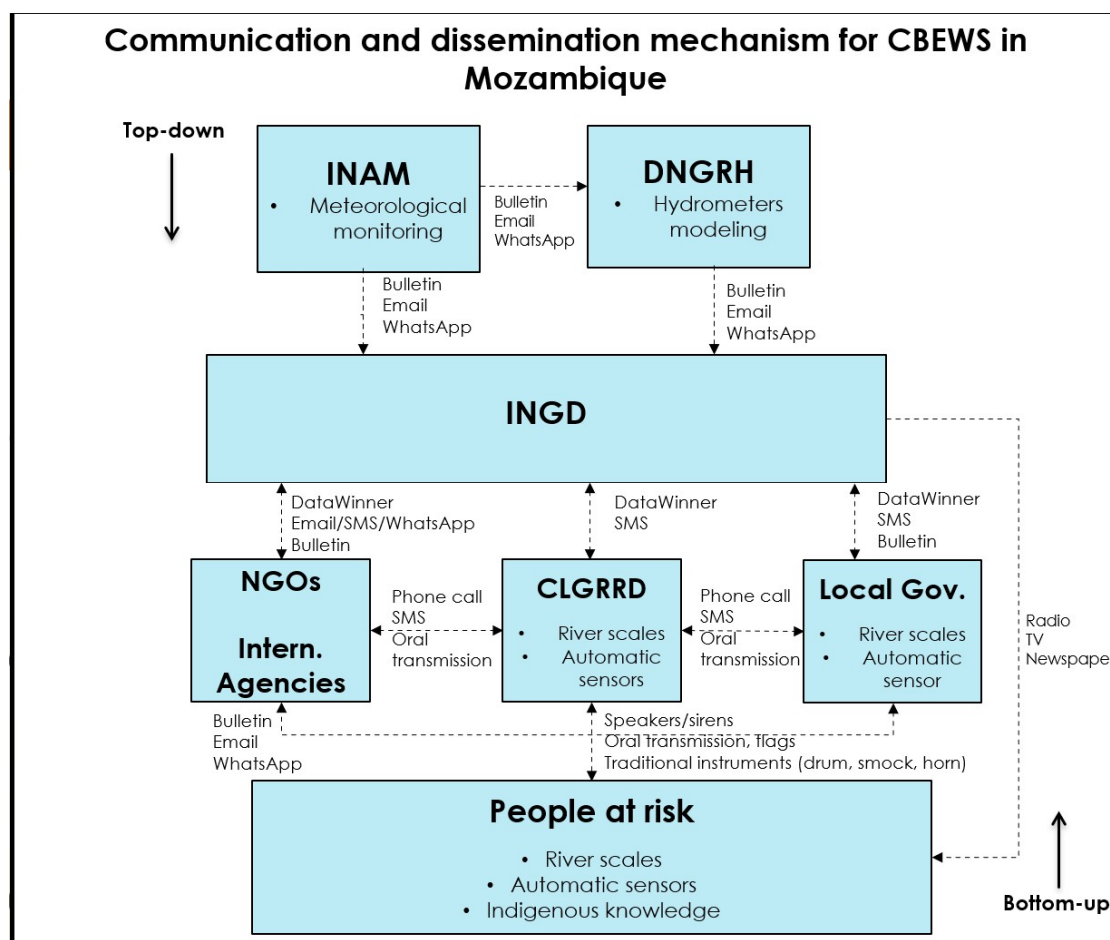 Communication and dissemination mechanism for CBEWS in
Mozambique
Top-down
INAM
• Meteorological
monitoring
Bulletin
Email
WhatsApp
DNGRH
• Hydrometers
modeling
Bulletin
Email
WhatsApp
Bulletin
Email
WhatsApp
INGD
DataWinner
Email/SMS/WhatsApp
Bulletin
DataWinner
SMS
DataWinner
SMS
Bulletin
NGOs
Intern.
Agencies
Phone call
SMS
Oral
transmission
CLGRRD
• River scales
• Automatic
sensors
Phone call
SMS
Oral
transmission
Local Gov.
• River scales
• Automatic
sensor
Radio
TV
Newspape
Bulletin
Email
WhatsApp
Speakers/sirens
Oral transmission, flags
Traditional instruments (drum, smock, horn)
People at risk
• River scales
• Automatic sensors
• Indigenous knowledge
Bottom-up